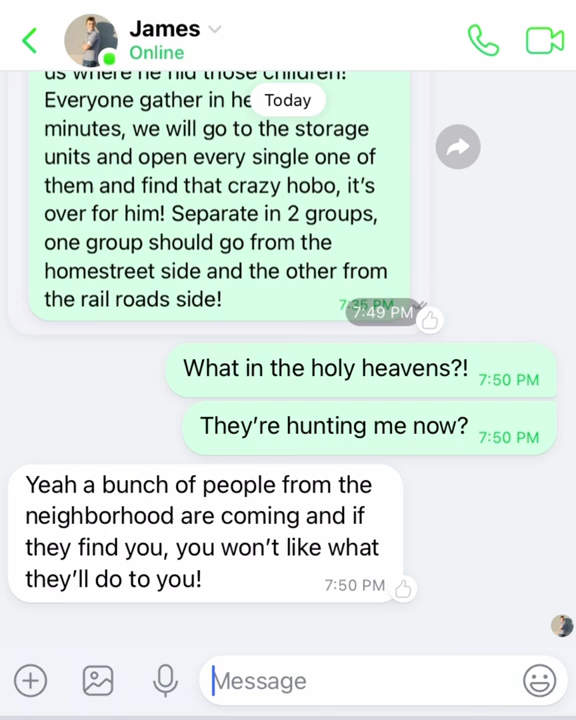 James
Online
us where he hid those children!
Today
Everyone gather in he
minutes, we will go to the storage
units and open every single one of
them and find that crazy hobo, it's
over for him! Separate in 2 groups,
one group should go from the
homestreet side and the other from
the rail roads side!
7:35 PM
7:49 PM
What in the holy heavens?!
7:50 PM
They're hunting me now?
7:50 PM
Yeah a bunch of people from the
neighborhood are coming and if
they find you, you won't like what
they'll do to you!
7:50 PM
Message